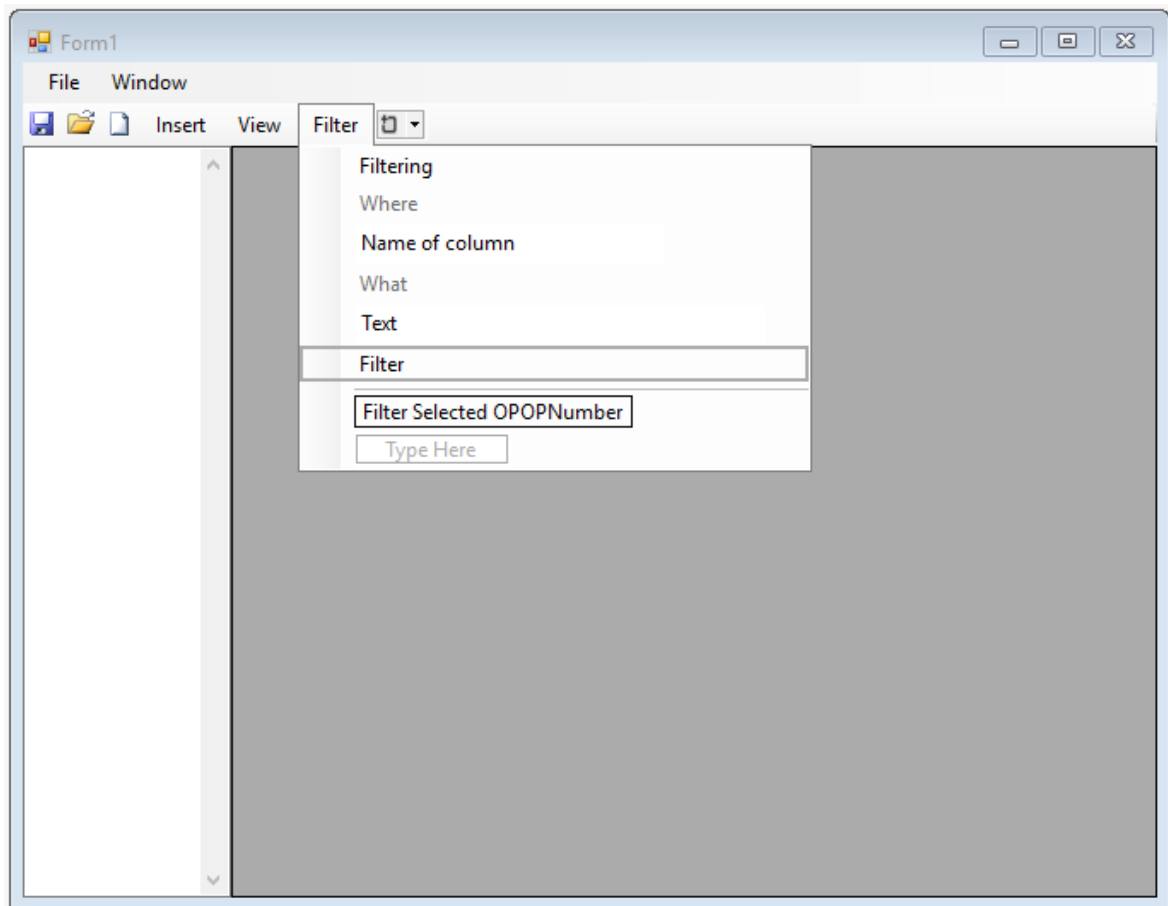 Form1
File Window
Insert View Filter
Filtering
Where
Name of column
What
Text
Filter
Filter Selected OPOPNumber
Type Here